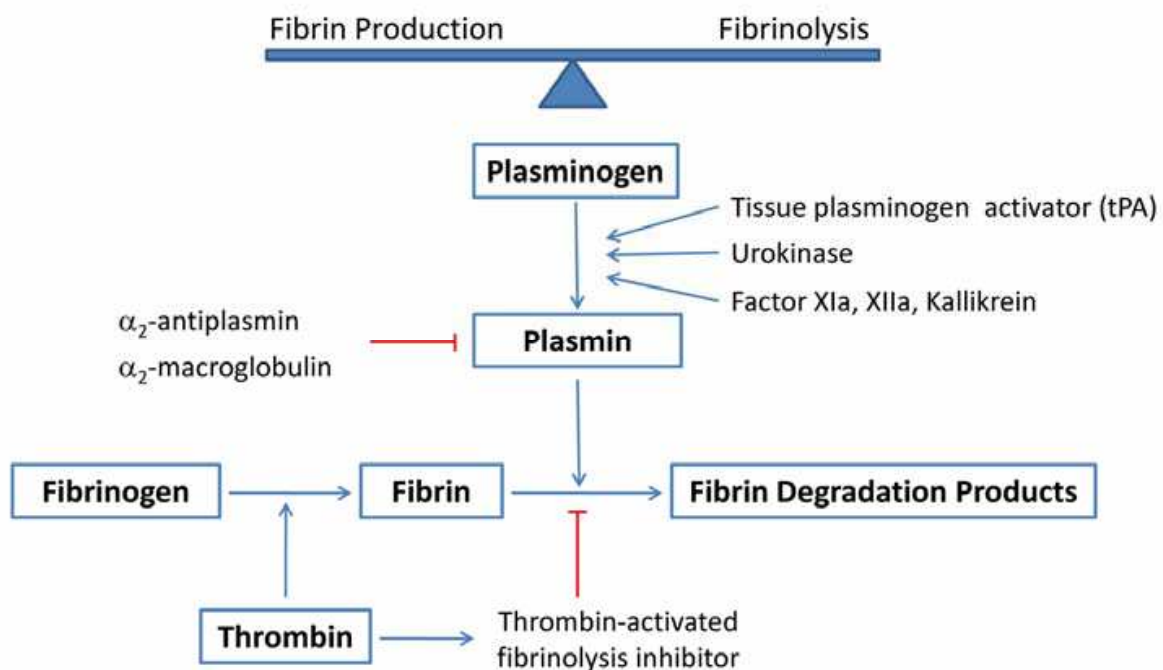 Fibrin Production
Fibrinolysis
Plasminogen
Tissue plasminogen activator (tPA)
Urokinase
Factor XIa, XIIa, Kallikrein
α₂-antiplasmin
α₂-macroglobulin
Plasmin
Fibrinogen
Fibrin
Fibrin Degradation Products
Thrombin
Thrombin-activated
fibrinolysis inhibitor